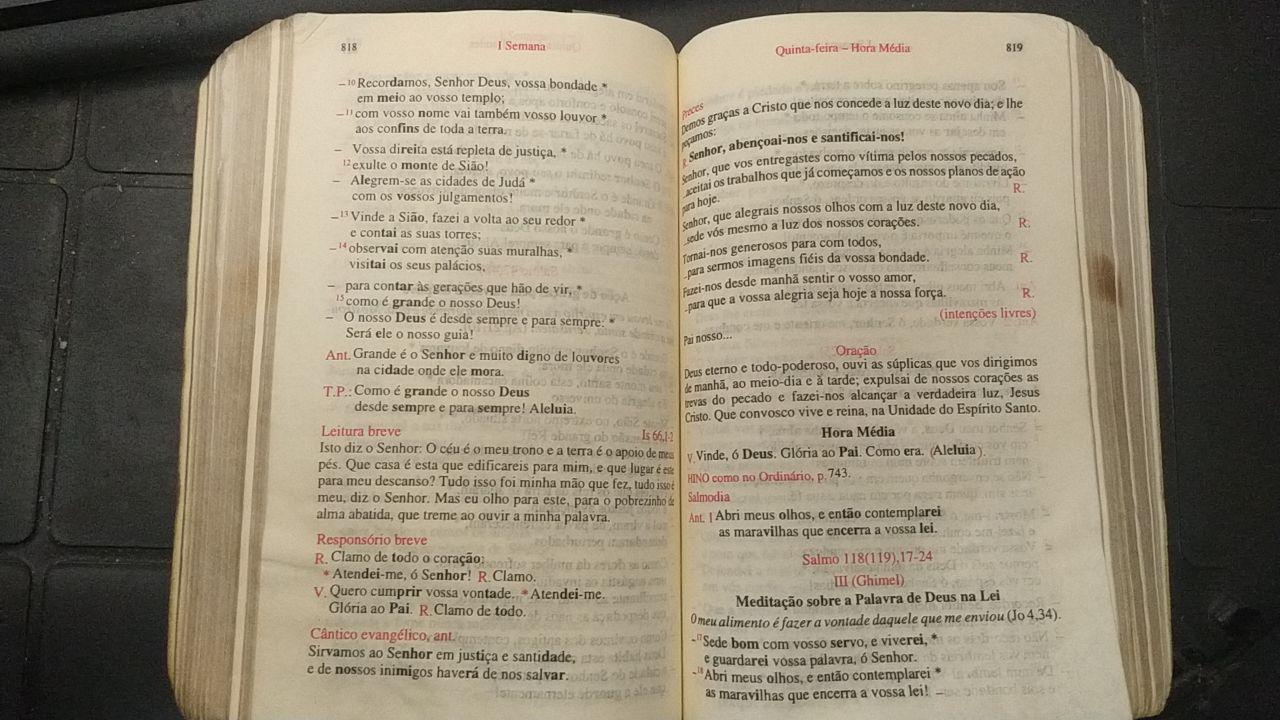 818
I Semana
–10 Recordamos, Senhor Deus, vossa bondade *
em meio ao vosso templo;
–11 com vosso nome vai também vosso louvor *
aos confins de toda a terra.
– Vossa direita está repleta de justiça, *
12 exulte o monte de Sião!
– Alegrem-se as cidades de Judá *
com os vossos julgamentos!
–13 Vinde a Sião, fazei a volta ao seu redor *
e contai as suas torres;
–14 observai com atenção suas muralhas, *
visitai os seus palácios,
– para contar às gerações que hão de vir, *
15 como é grande o nosso Deus!
– O nosso Deus é desde sempre e para sempre: *
Será ele o nosso guia!
Ant. Grande é o Senhor e muito digno de louvores
na cidade onde ele mora.
T.P.: Como é grande o nosso Deus
desde sempre e para sempre! Aleluia.
Leitura breve Is 66,1-2
Isto diz o Senhor: O céu é o meu trono e a terra é o apoio de meus
pés. Que casa é esta que edificareis para mim, e que lugar é este
para meu descanso? Tudo isso foi minha mão que fez, tudo isso é
meu, diz o Senhor. Mas eu olho para este, para o pobrezinho de
alma abatida, que treme ao ouvir a minha palavra.
Responsório breve
R. Clamo de todo o coração:
* Atendei-me, ó Senhor! R. Clamo.
V. Quero cumprir vossa vontade. * Atendei-me.
Glória ao Pai. R. Clamo de todo.
Cântico evangélico, ant.
Sirvamos ao Senhor em justiça e santidade,
e de nossos inimigos haverá de nos salvar.
Quinta-feira – Hora Média
819
Preces
Demos graças a Cristo que nos concede a luz deste novo dia; e lhe
peçamos:
R. Senhor, abençoai-nos e santificai-nos!
Senhor, que vos entregastes como vítima pelos nossos pecados,
– aceitai os trabalhos que já começamos e os nossos planos de ação
para hoje. R.
Senhor, que alegrais nossos olhos com a luz deste novo dia,
– sede vós mesmo a luz dos nossos corações. R.
Tornai-nos generosos para com todos,
– para sermos imagens fiéis da vossa bondade. R.
Fazei-nos desde manhã sentir o vosso amor,
– para que a vossa alegria seja hoje a nossa força. R.
(intenções livres)
Pai nosso...
Oração
Deus eterno e todo-poderoso, ouvi as súplicas que vos dirigimos
de manhã, ao meio-dia e à tarde; expulsai de nossos corações as
trevas do pecado e fazei-nos alcançar a verdadeira luz, Jesus
Cristo. Que convosco vive e reina, na Unidade do Espírito Santo.
Hora Média
V. Vinde, ó Deus. Glória ao Pai. Como era. (Aleluia).
HINO como no Ordinário, p. 743.
Salmodia
Ant. 1 Abri meus olhos, e então contemplarei
as maravilhas que encerra a vossa lei.
Salmo 118(119),17-24
III (Ghimel)
Meditação sobre a Palavra de Deus na Lei
O meu alimento é fazer a vontade daquele que me enviou (Jo 4,34).
–17 Sede bom com vosso servo, e viverei, *
e guardarei vossa palavra, ó Senhor.
–18 Abri meus olhos, e então contemplarei *
as maravilhas que encerra a vossa lei! –